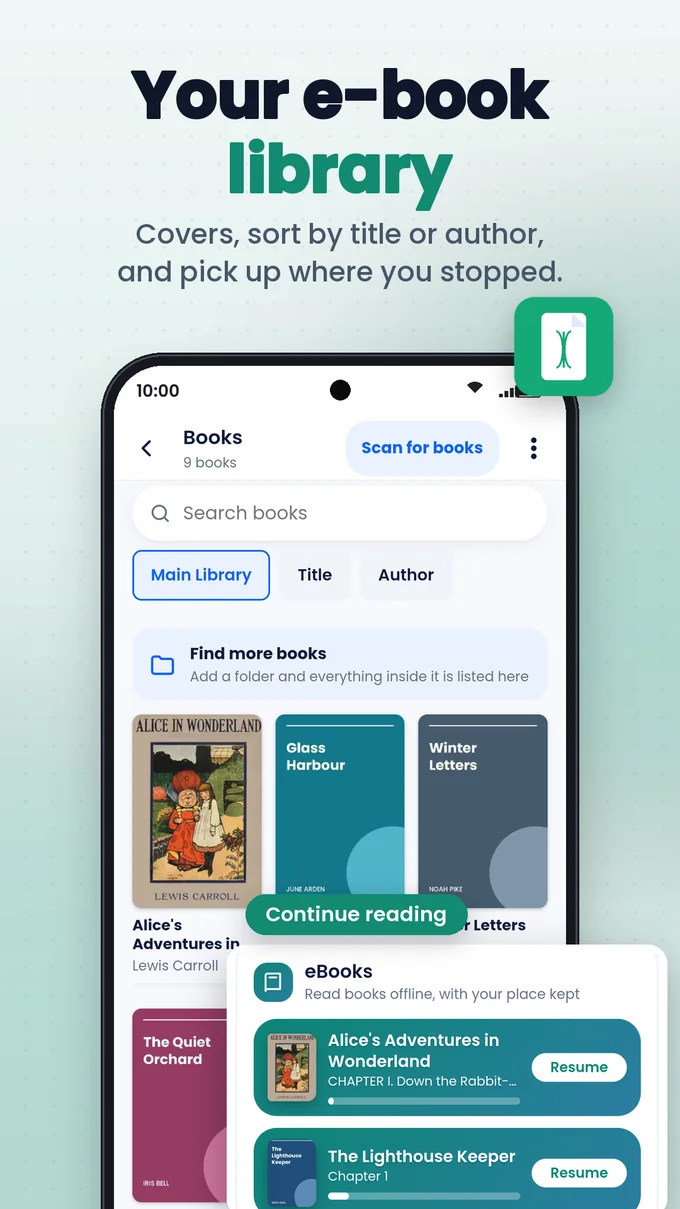 Your e-book
library
Covers, sort by title or author,
and pick up where you stopped.
10:00
Books
9 books
Scan for books
Search books
Main Library
Title
Author
Find more books
Add a folder and everything inside it is listed here
ALICE IN WONDERLAND
LEWIS CARROLL
Glass
Harbour
JUNE ARDEN
Winter
Letters
NOAH PIKE
Alice's
Adventures in
Lewis Carroll
Letters
Continue reading
The Quiet
Orchard
IRIS BELL
eBooks
Read books offline, with your place kept
ALICE IN WONDERLAND
Alice's Adventures in
Wonderland
CHAPTER I. Down the Rabbit-…
Resume
The
Lighthouse
Keeper
The Lighthouse Keeper
Chapter 1
Resume